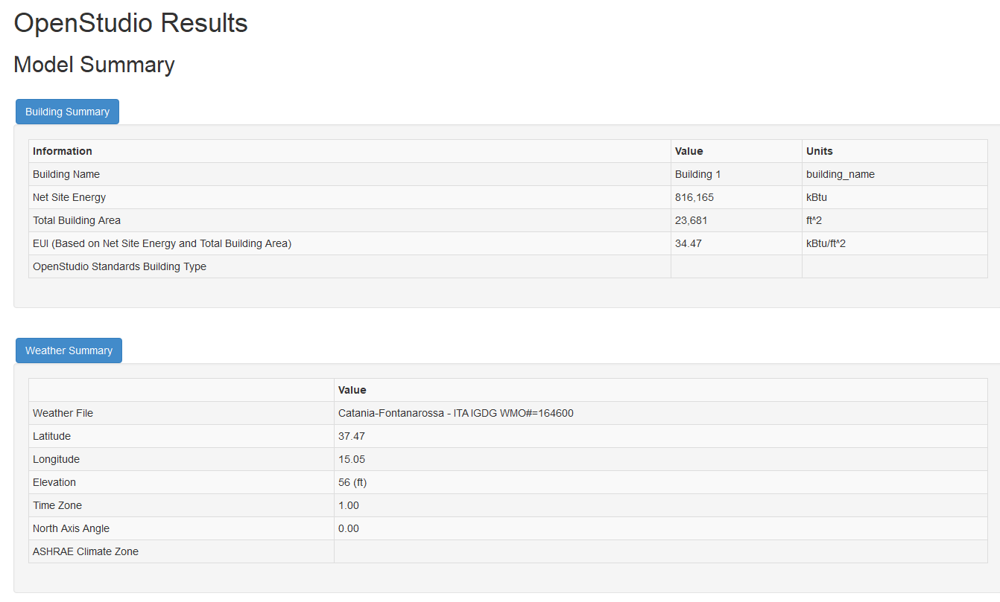 OpenStudio Results
Model Summary
Building Summary
Information Value Units
Building Name Building 1 building_name
Net Site Energy 816,165 kBtu
Total Building Area 23,681 ft^2
EUI (Based on Net Site Energy and Total Building Area) 34.47 kBtu/ft^2
OpenStudio Standards Building Type
Weather Summary
Value
Weather File Catania-Fontanarossa - ITA IGDG WMO#=164600
Latitude 37.47
Longitude 15.05
Elevation 56 (ft)
Time Zone 1.00
North Axis Angle 0.00
ASHRAE Climate Zone